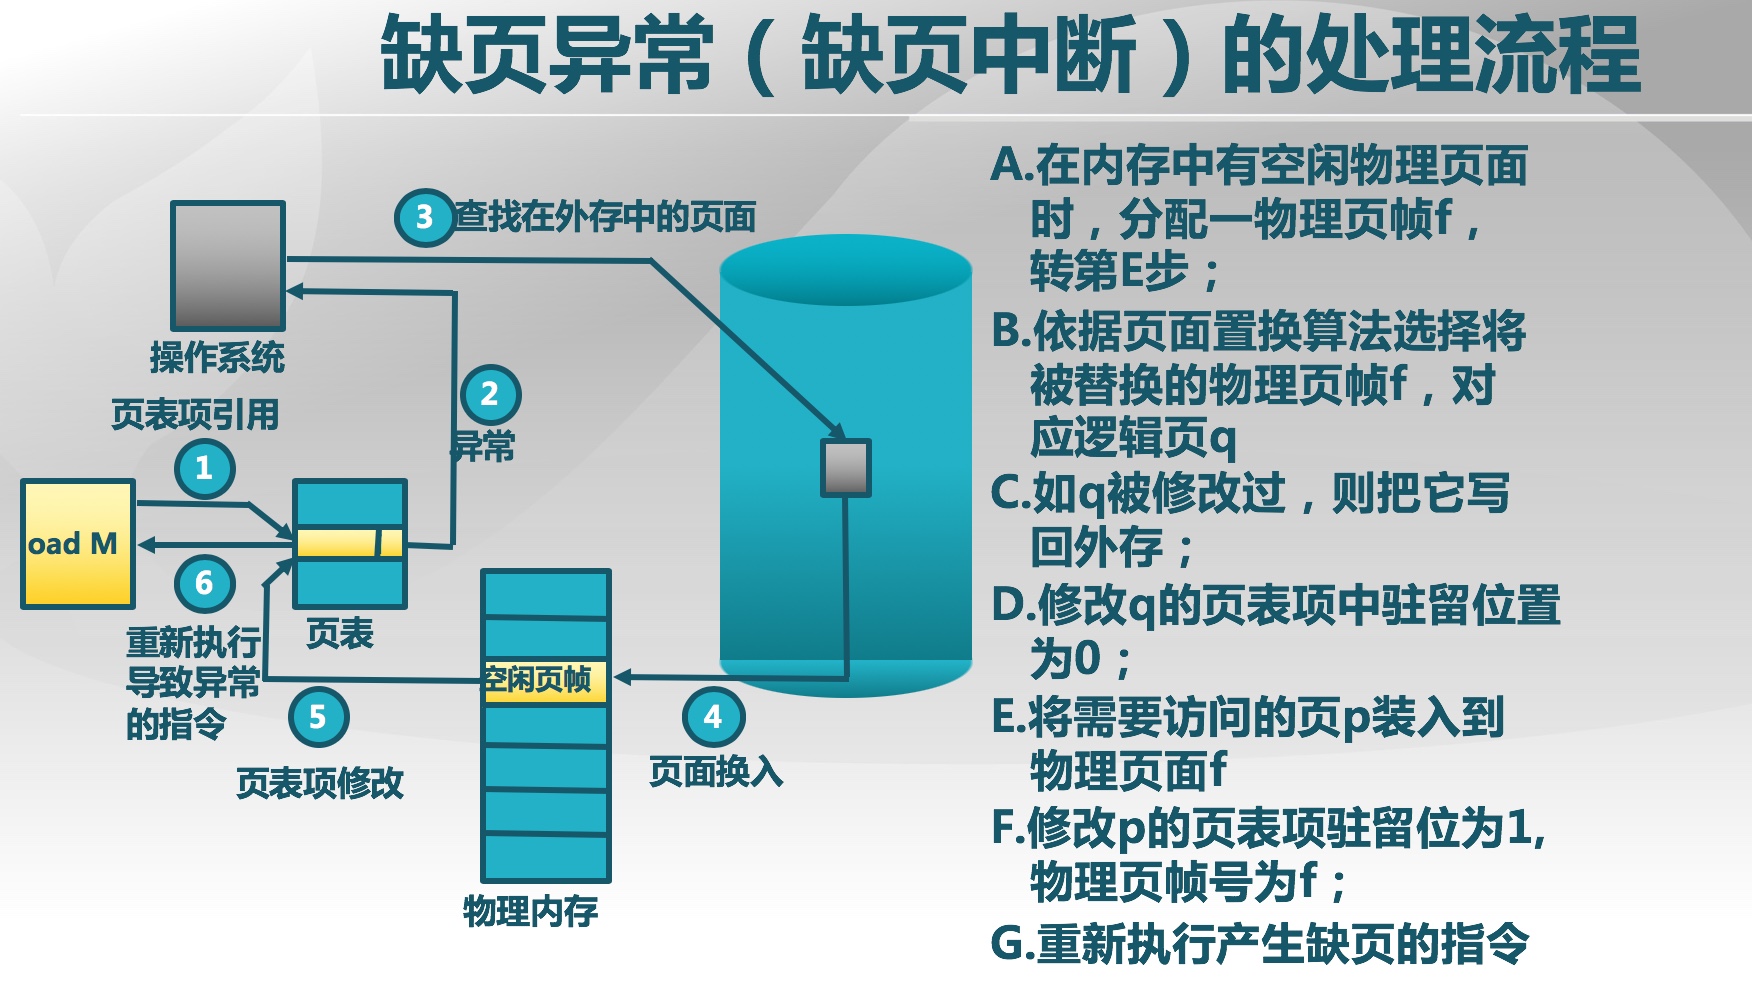 缺页异常（缺页中断）的处理流程
3
查找在外存中的页面
操作系统
2
异常
页表项引用
1
oad M
6
重新执行
导致异常
的指令
页表
5
页表项修改
空闲页帧
4
页面换入
物理内存
A.在内存中有空闲物理页面
时，分配一物理页帧f，
转第E步；
B.依据页面置换算法选择将
被替换的物理页帧f，对
应逻辑页q
C.如q被修改过，则把它写
回外存；
D.修改q的页表项中驻留位置
为0；
E.将需要访问的页p装入到
物理页面f
F.修改p的页表项驻留位为1,
物理页帧号为f；
G.重新执行产生缺页的指令